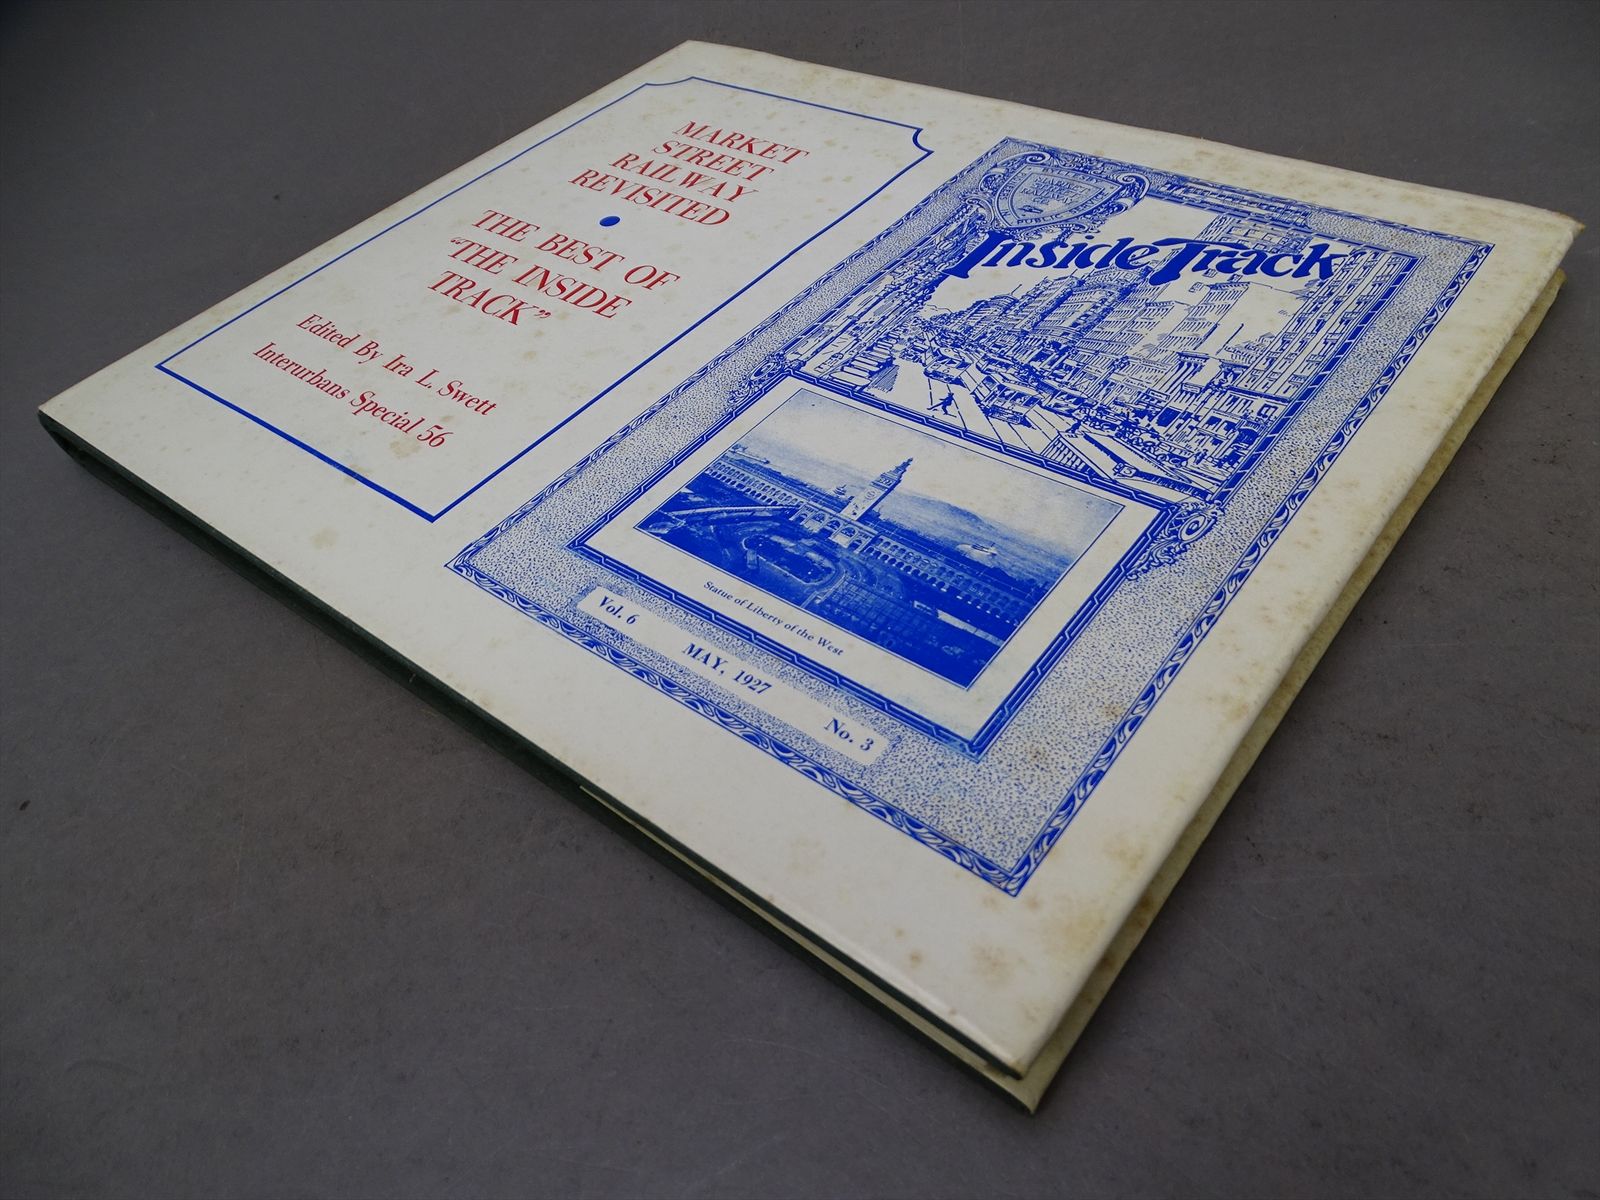 MARKET
STREET
RAILWAY
REVISITED
THE BEST OF
“THE INSIDE
TRACK”
Edited By Ira L. Swett
Interurbans Special 56
Inside Track
Statue of Liberty of the West
Vol. 6 MAY, 1927 No. 3